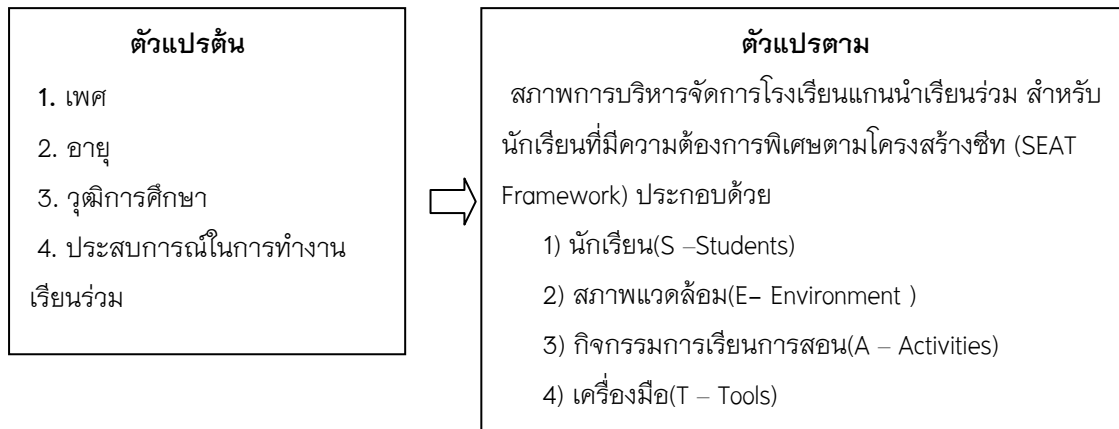 ตัวแปรต้น
1. เพศ
2. อายุ
3. วุฒิการศึกษา
4. ประสบการณ์ในการทำงาน
เรียนร่วม
ตัวแปรตาม
สภาพการบริหารจัดการโรงเรียนแกนนำเรียนร่วม สำหรับ
นักเรียนที่มีความต้องการพิเศษตามโครงสร้างซีท (SEAT
Framework) ประกอบด้วย
1) นักเรียน(S –Students)
2) สภาพแวดล้อม(E– Environment )
3) กิจกรรมการเรียนการสอน(A – Activities)
4) เครื่องมือ(T – Tools)